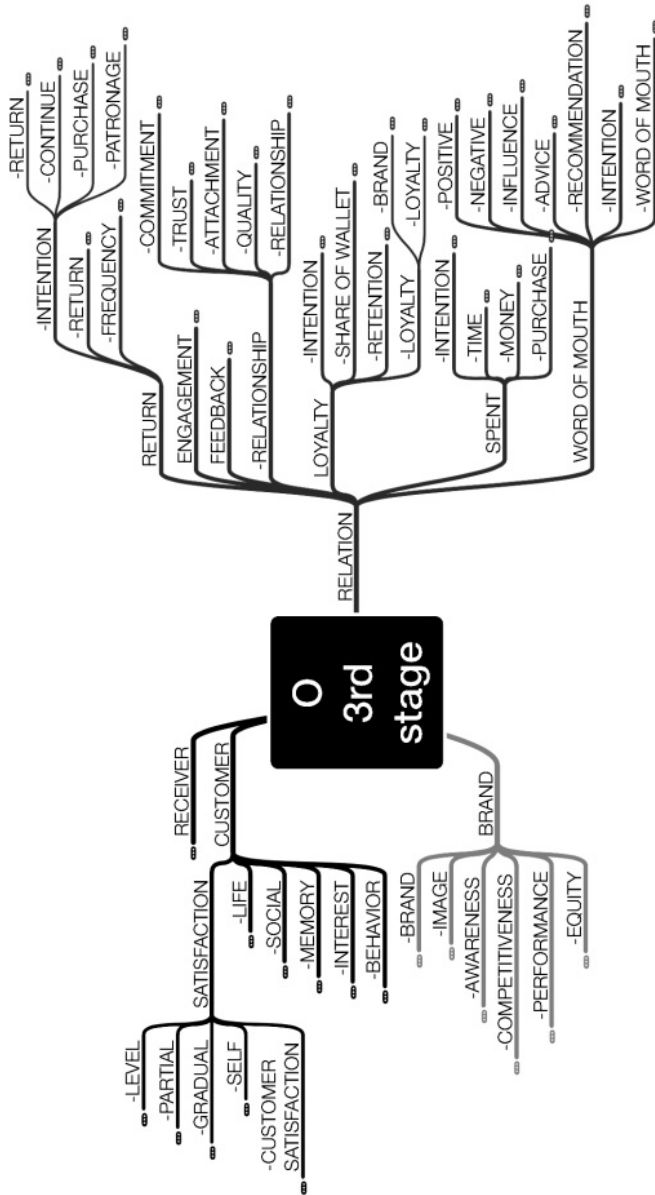 O
3rd
stage
RECEIVER
CUSTOMER
SATISFACTION
-LEVEL
-PARTIAL
-GRADUAL
-SELF
-CUSTOMER
SATISFACTION
-LIFE
-SOCIAL
-MEMORY
-INTEREST
-BEHAVIOR
BRAND
-BRAND
-IMAGE
-AWARENESS
-COMPETITIVENESS
-PERFORMANCE
-EQUITY
RELATION
RETURN
-INTENTION
-RETURN
-CONTINUE
-PURCHASE
-PATRONAGE
-RETURN
-FREQUENCY
ENGAGEMENT
FEEDBACK
-RELATIONSHIP
-COMMITMENT
-TRUST
-ATTACHMENT
-QUALITY
-RELATIONSHIP
LOYALTY
-INTENTION
-SHARE OF WALLET
-RETENTION
-LOYALTY
-BRAND
-LOYALTY
SPENT
-INTENTION
-TIME
-MONEY
-PURCHASE
WORD OF MOUTH
-POSITIVE
-NEGATIVE
-INFLUENCE
-ADVICE
-RECOMMENDATION
-INTENTION
-WORD OF MOUTH